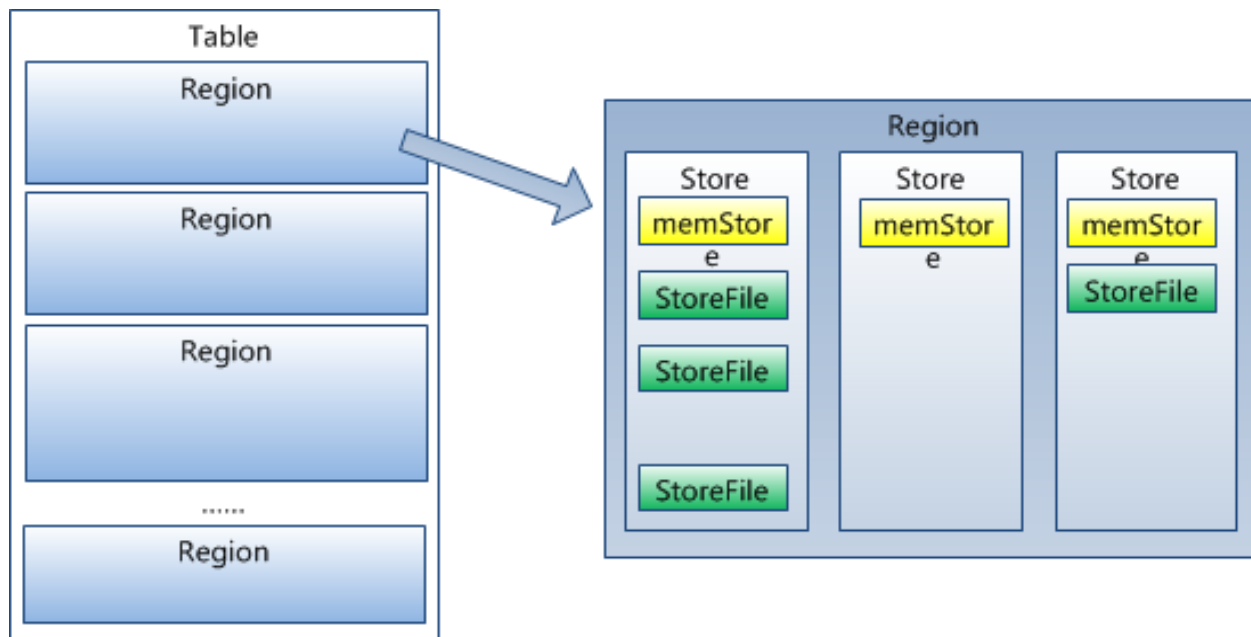 Table
Region
Region
Region
......
Region
Region
Store
memStor
e
StoreFile
StoreFile
StoreFile
Store
memStor
e
Store
memStor
e
StoreFile